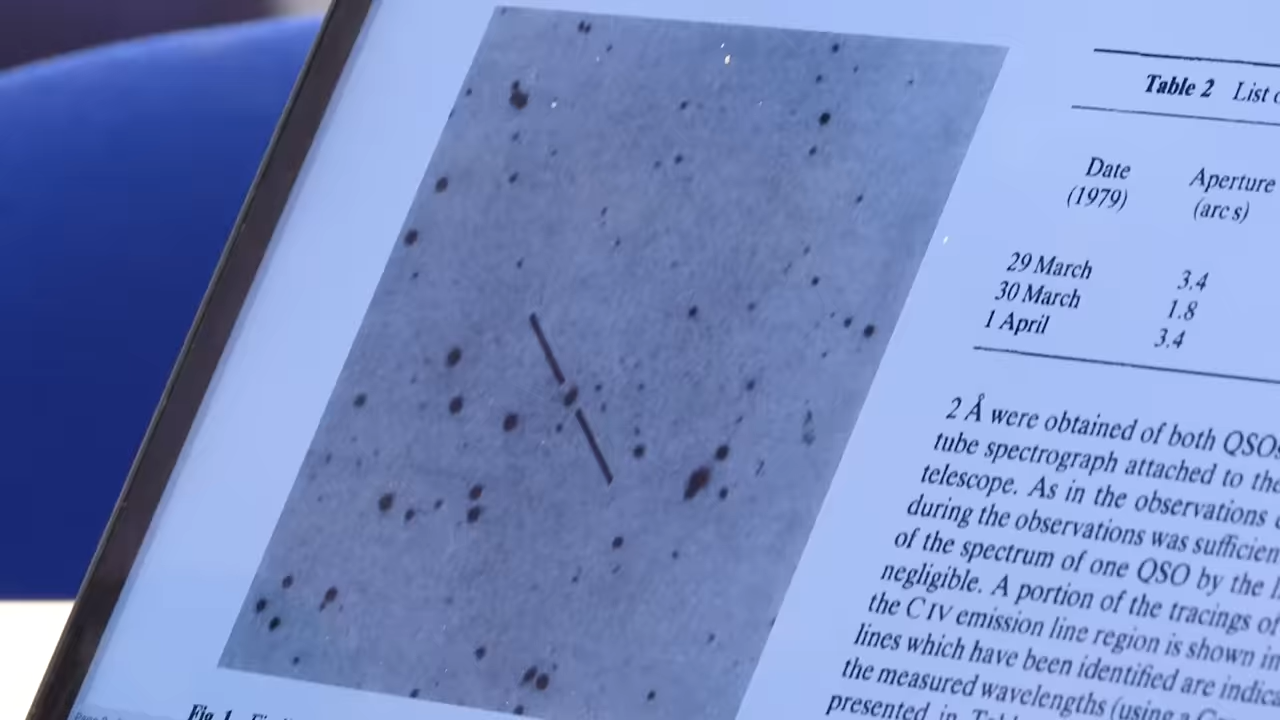 Table 2 List
Date
(1979)
Aperture
(arc s)
29 March
3.4
30 March
1.8
1 April
3.4
2 Å were obtained of both QSOs
tube spectrograph attached to the
telescope. As in the observations
during the observations was sufficien
of the spectrum of one QSO by the
negligible. A portion of the tracings of
the C IV emission line region is shown in
lines which have been identified are indica
the measured wavelengths (using a
presented in
Fig. 1